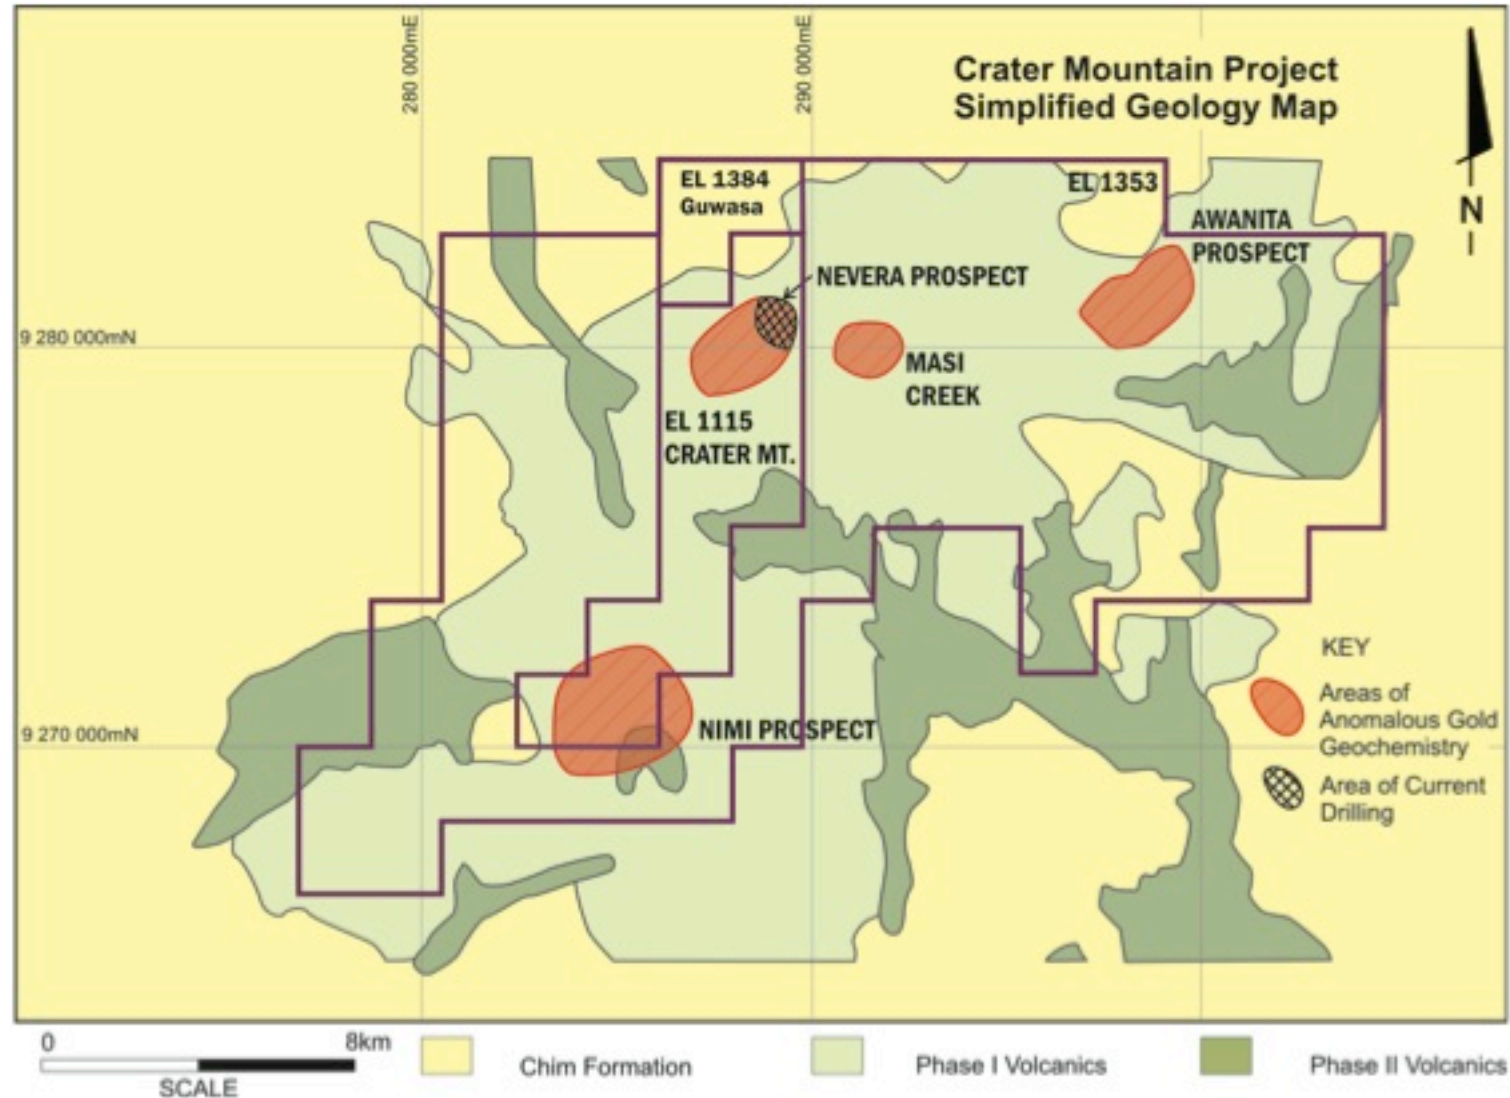 280 000mE
290 000mE
Crater Mountain Project
Simplified Geology Map
N
EL 1384
Guwasa
EL 1353
AWANITA
PROSPECT
NEVERA PROSPECT
9 280 000mN
MASI
CREEK
EL 1115
CRATER MT.
NIMI PROSPECT
9 270 000mN
KEY
Areas of
Anomalous Gold
Geochemistry
Area of Current
Drilling
0 8km
SCALE
Chim Formation
Phase I Volcanics
Phase II Volcanics